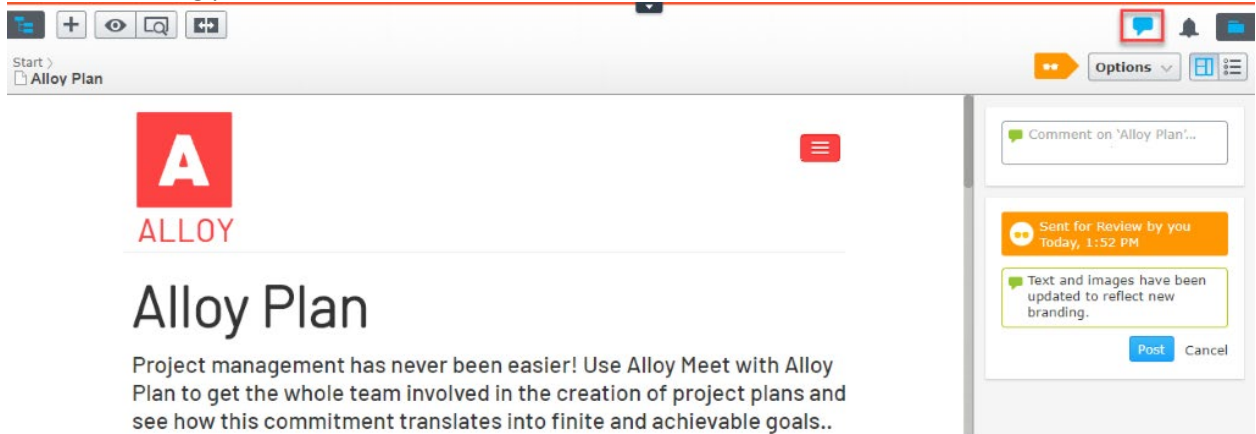 Start >
Alloy Plan
Options
A
ALLOY
Alloy Plan
Project management has never been easier! Use Alloy Meet with Alloy
Plan to get the whole team involved in the creation of project plans and
see how this commitment translates into finite and achievable goals..
Comment on 'Alloy Plan'...
Sent for Review by you
Today, 1:52 PM
Text and images have been
updated to reflect new
branding.
Post Cancel